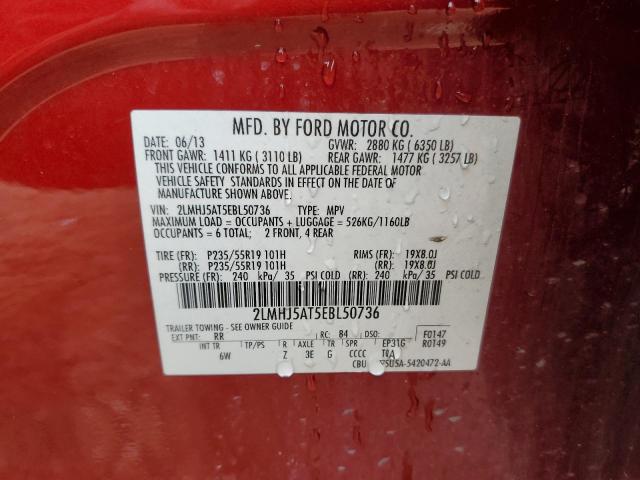 MFD. BY FORD MOTOR CO.
DATE: 06/13 GVWR: 2880 KG ( 6350 LB)
FRONT GAWR: 1411 KG ( 3110 LB) REAR GAWR: 1477 KG ( 3257 LB)
THIS VEHICLE CONFORMS TO ALL APPLICABLE FEDERAL MOTOR
VEHICLE SAFETY STANDARDS IN EFFECT ON THE DATE OF
MANUFACTURE SHOWN ABOVE.
VIN: 2LMHJ5AT5EBL50736 TYPE: MPV
MAXIMUM LOAD = OCCUPANTS + LUGGAGE = 526KG/1160LB
OCCUPANTS = 6 TOTAL; 2 FRONT, 4 REAR
TIRE (FR): P235/55R19 101H RIMS (FR): 19X8.0J
(RR): P235/55R19 101H (RR): 19X8.0J
PRESSURE (FR): 240 kPa/ 35 PSI COLD (RR): 240 kPa/ 35 PSI COLD
2LMHJ5AT5EBL50736
TRAILER TOWING - SEE OWNER GUIDE
EXT PNT: RR RC: 84 DSO: F0147
INT TR TP/PS R AXLE TR SPR EP31G R0149
6W Z 3E G CCCC TRA
CBU 5420472-AA